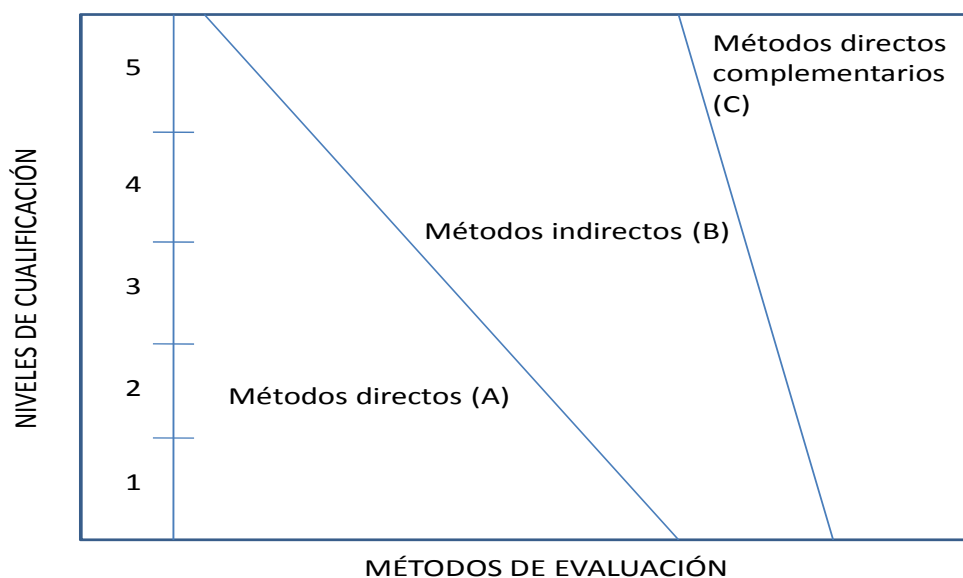 NIVELES DE CUALIFICACIÓN
5
4
3
2
1
Métodos directos (A)
Métodos indirectos (B)
Métodos directos
complementarios
(C)
MÉTODOS DE EVALUACIÓN